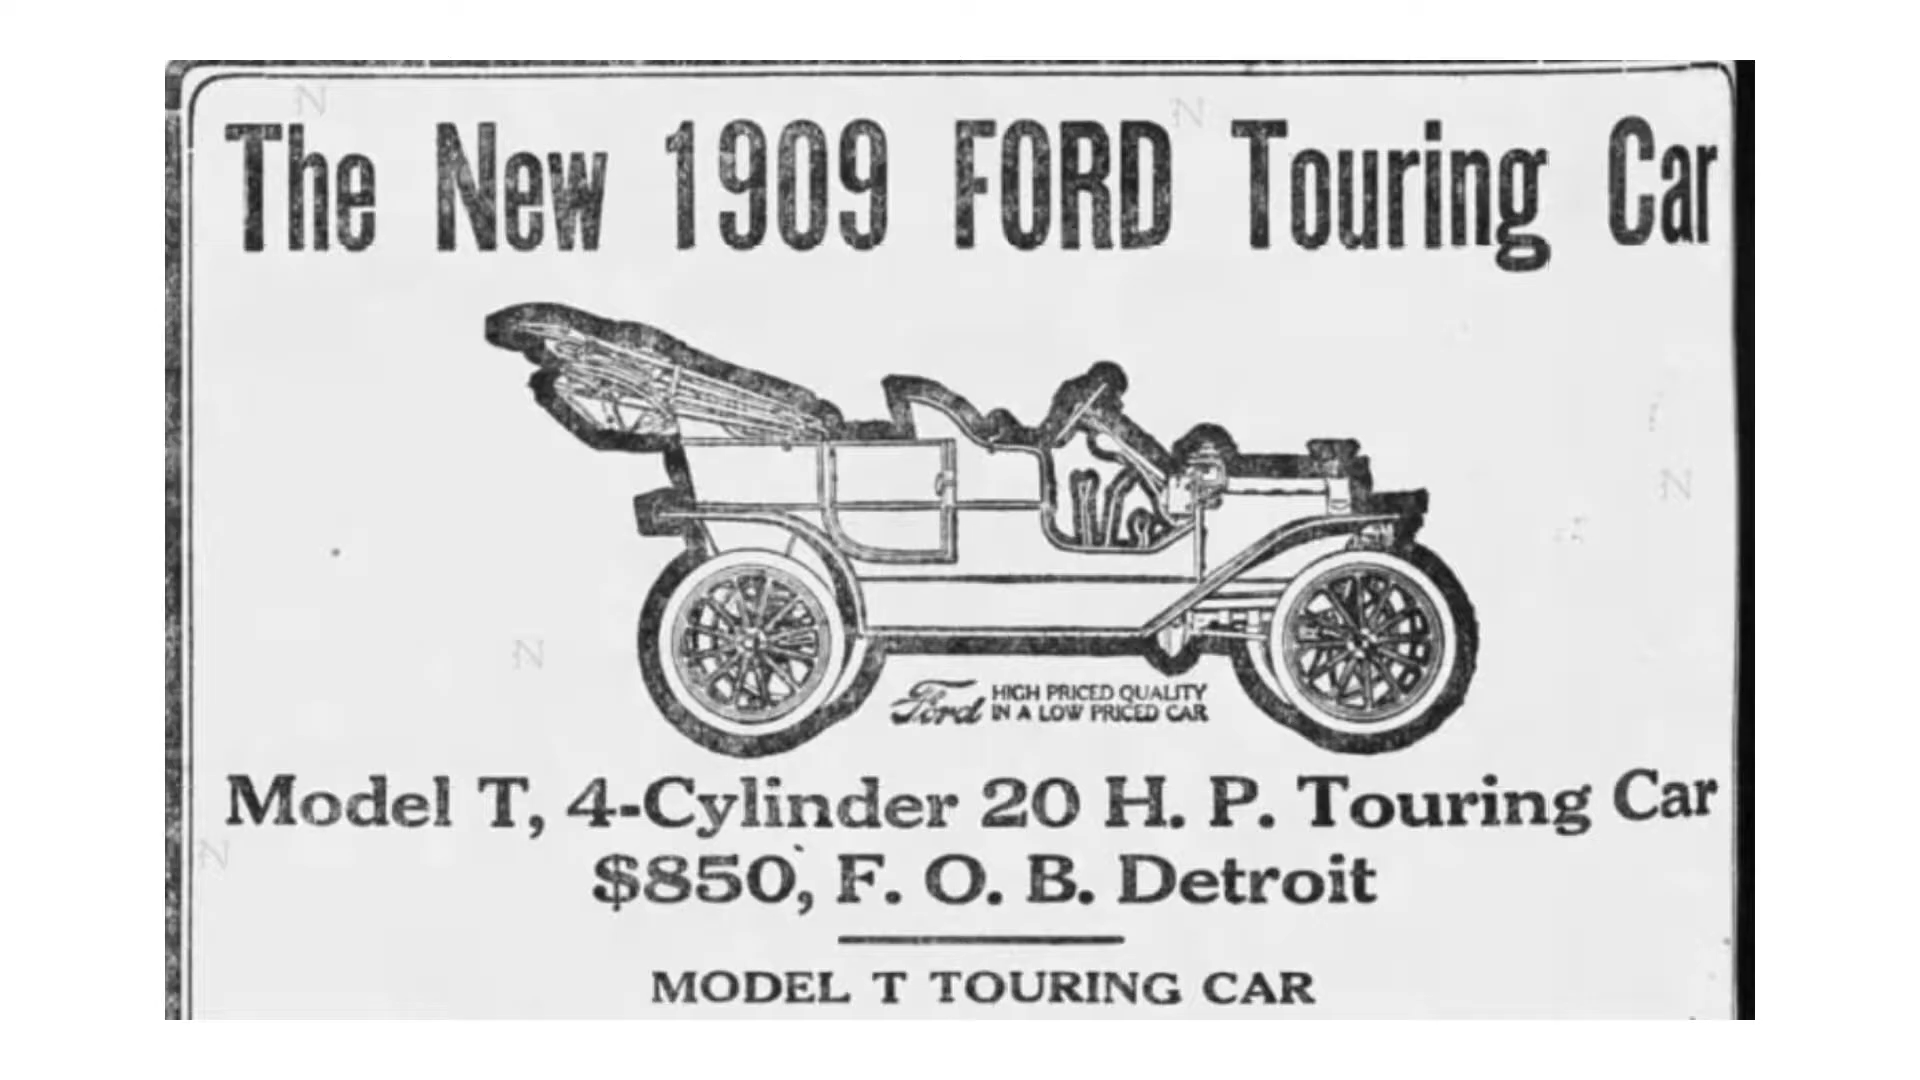 The New 1909 FORD Touring Car
Ford HIGH PRICED QUALITY
IN A LOW PRICED CAR
Model T, 4-Cylinder 20 H. P. Touring Car
$850, F. O. B. Detroit
MODEL T TOURING CAR